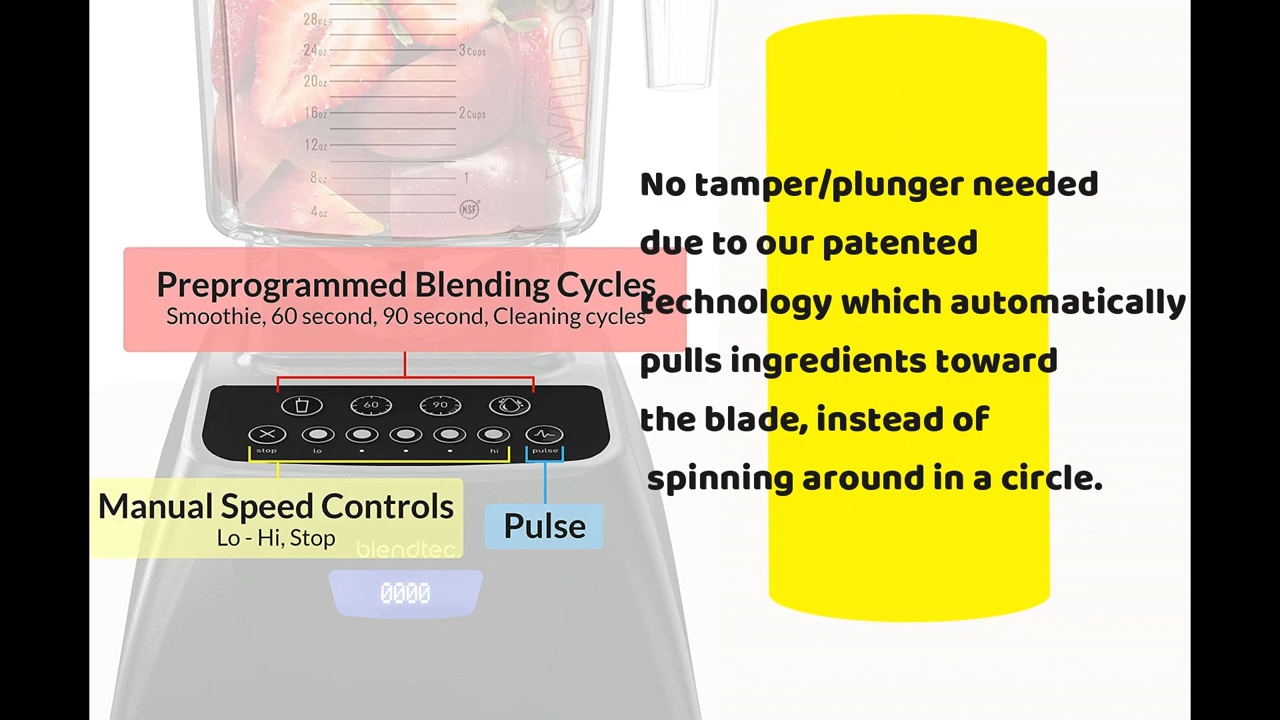 28oz
24oz 3 Cups
20oz
16oz 2 Cups
12oz
8oz 1
4oz NSF
WILDS
Preprogrammed Blending Cycles
Smoothie, 60 second, 90 second, Cleaning cycles
60 90
stop lo hi pulse
Manual Speed Controls
Lo - Hi, Stop
Pulse
blendtec
0000
No tamper/plunger needed
due to our patented
technology which automatically
pulls ingredients toward
the blade, instead of
spinning around in a circle.